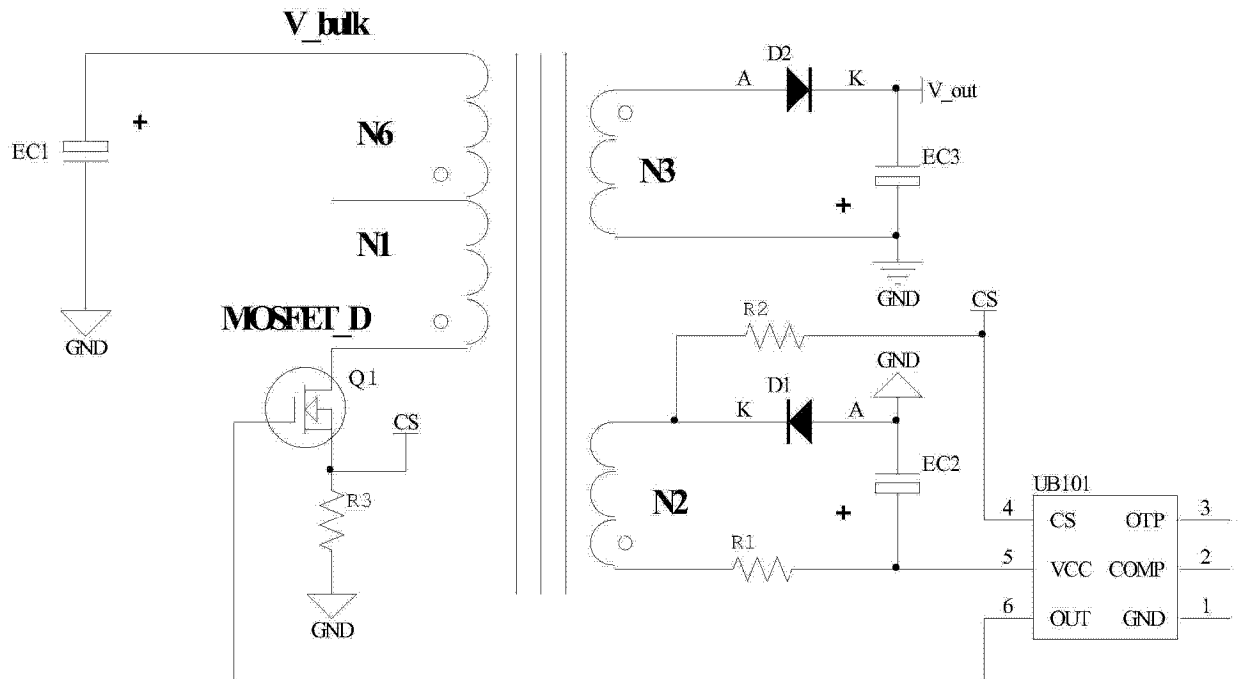 V_bulk
D2
A
K
V_out
+
EC1
N6
EC3
N3
+
N1
GND
CS
R2
MOSFET_D
GND
GND
Q1
D1
K
A
CS
EC2
UB101
R3
N2
+
4
CS
OTP
3
R1
5
VCC
COMP
2
6
OUT
GND
1
GND